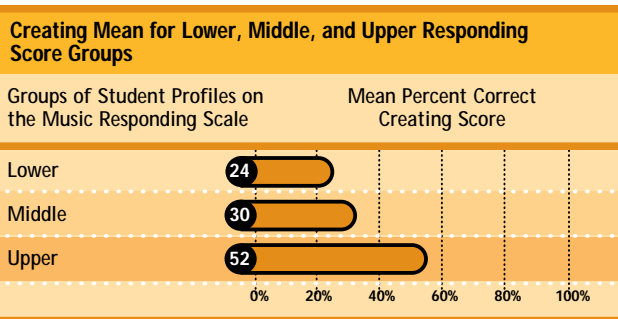 Creating Mean for Lower, Middle, and Upper Responding
Score Groups
Groups of Student Profiles on
the Music Responding Scale
Mean Percent Correct
Creating Score
Lower 24
Middle 30
Upper 52
0% 20% 40% 60% 80% 100%